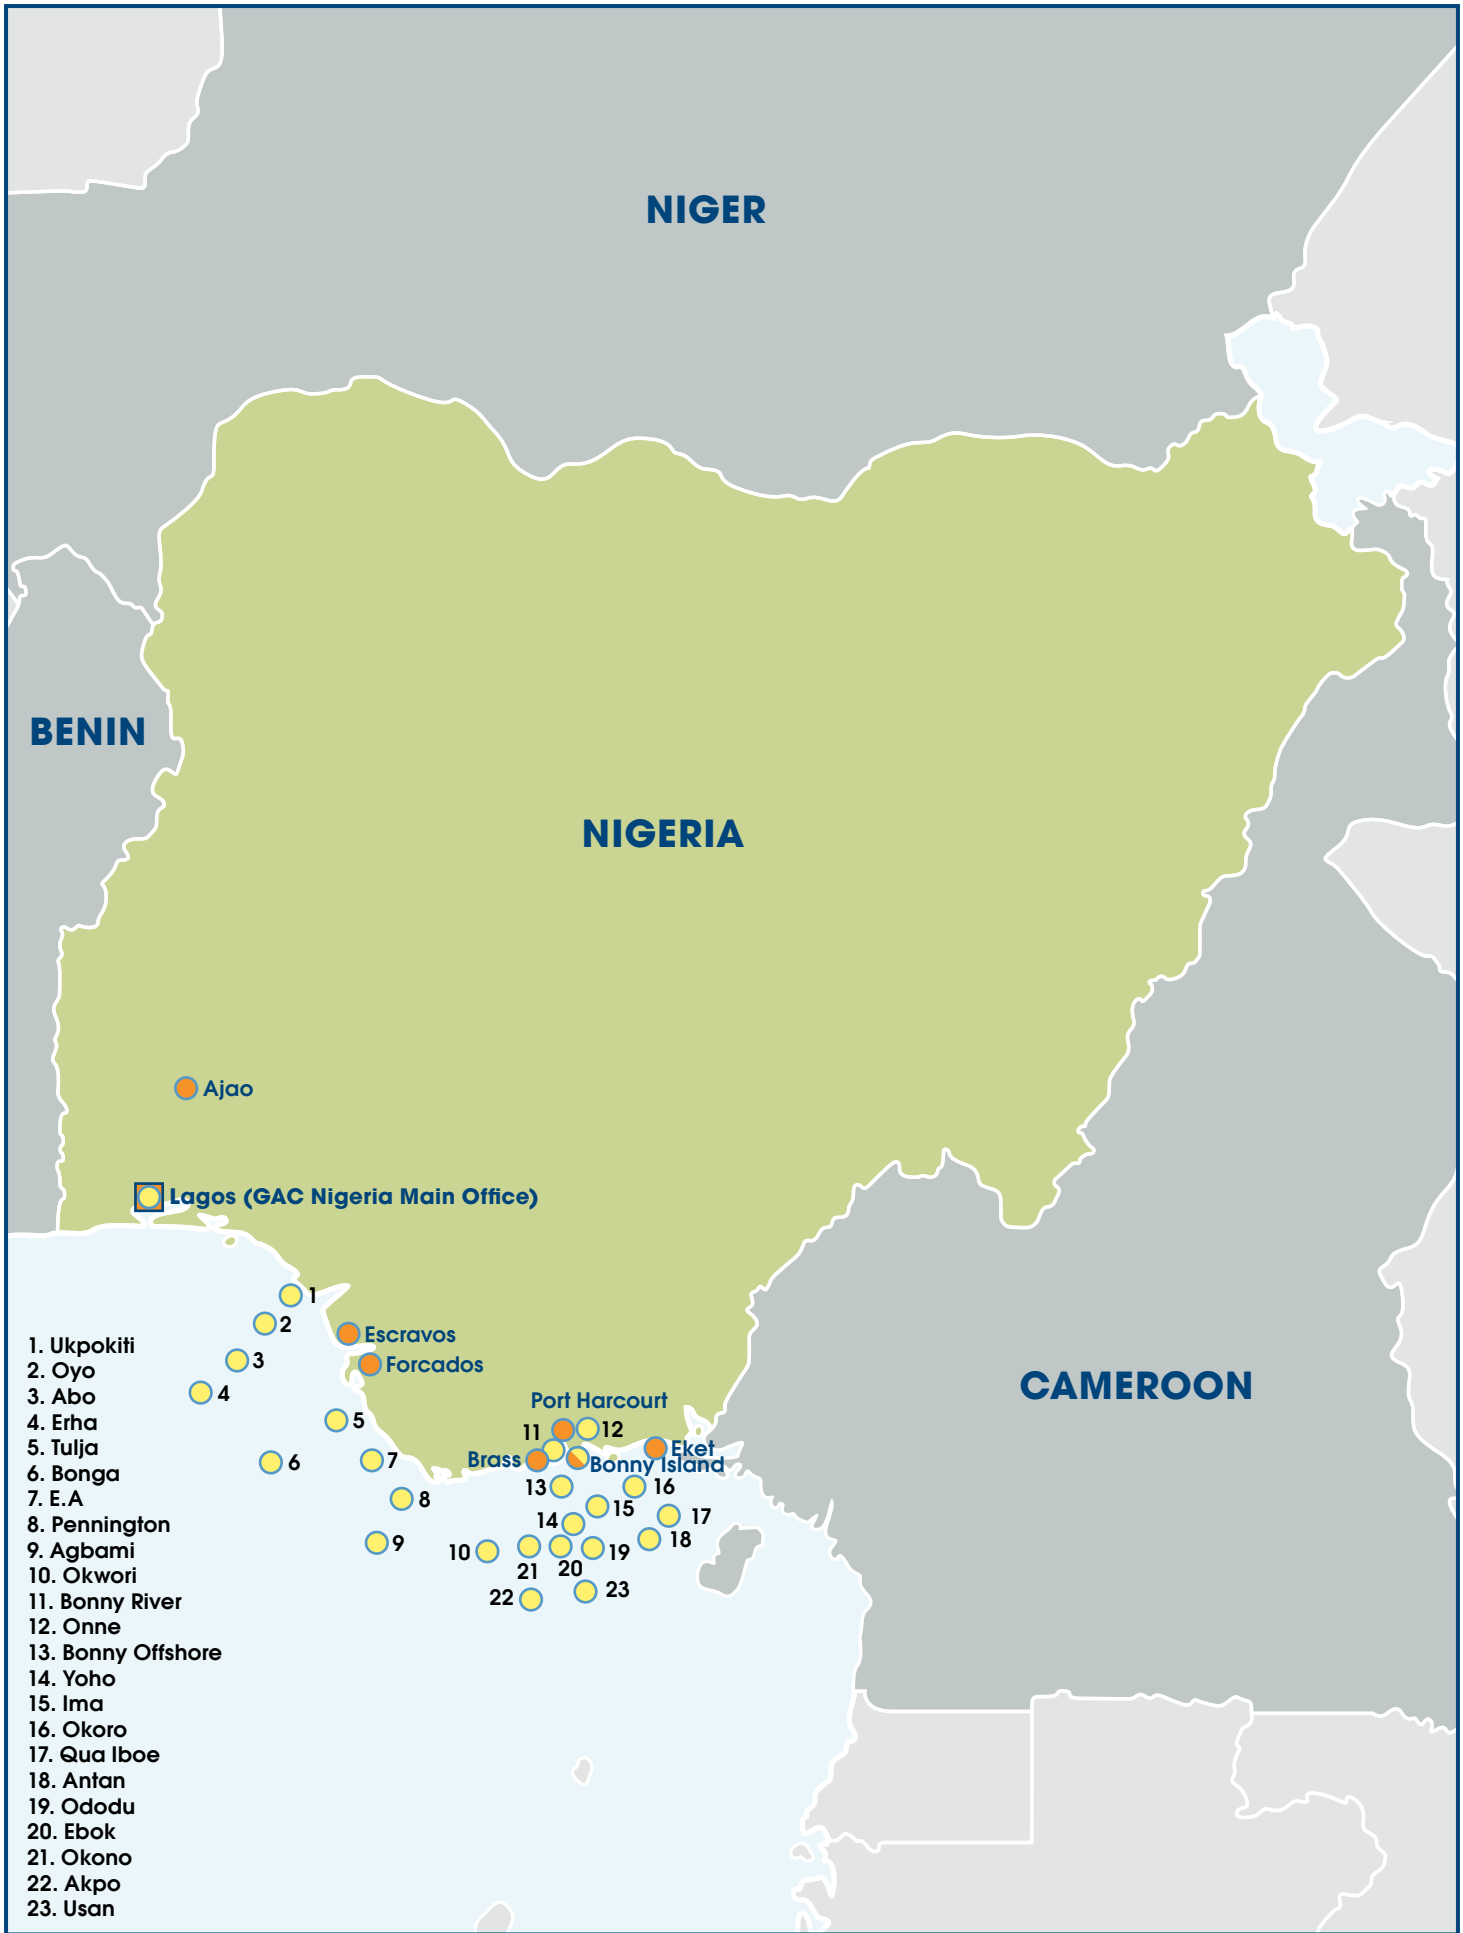 NIGER
BENIN
NIGERIA
Ajao
Lagos (GAC Nigeria Main Office)
1
2
3
4
Escravos
Forcados
5
6
7
8
9
Port Harcourt
11
12
Brass
Eket
Bonny Island
13
16
15
17
14
18
10
21
20
19
22
23
CAMEROON
1. Ukpokiti
2. Oyo
3. Abo
4. Erha
5. Tulja
6. Bonga
7. E.A
8. Pennington
9. Agbami
10. Okwori
11. Bonny River
12. Onne
13. Bonny Offshore
14. Yoho
15. Ima
16. Okoro
17. Qua Iboe
18. Antan
19. Ododu
20. Ebok
21. Okono
22. Akpo
23. Usan